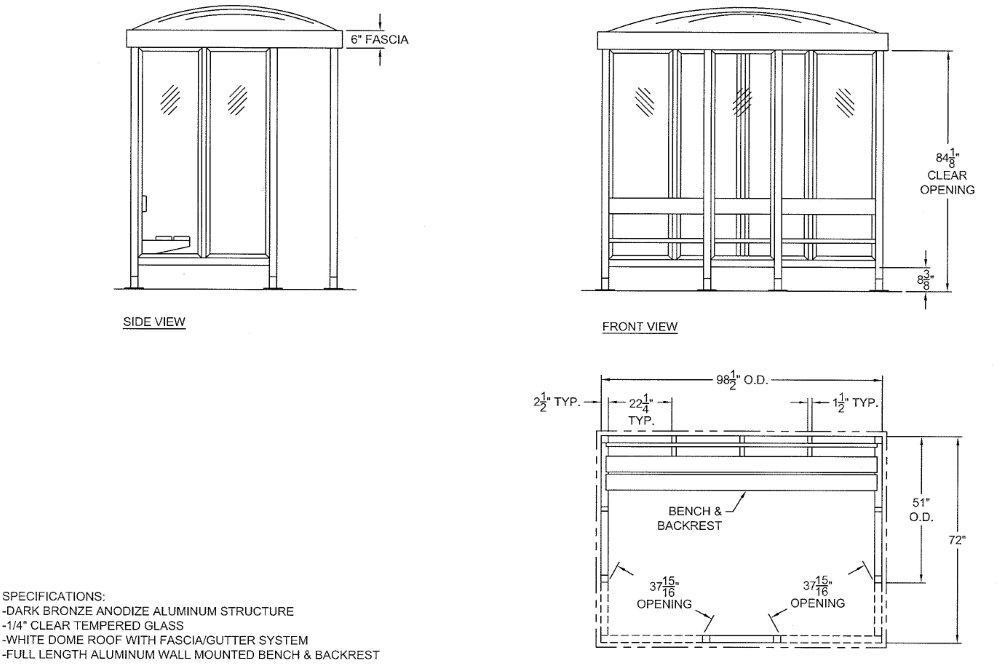 6" FASCIA
84 1/8"
CLEAR
OPENING
8 3/8"
SIDE VIEW
FRONT VIEW
98 1/2" O.D.
2 1/2" TYP.
22 1/4"
TYP.
1 1/2" TYP.
BENCH &
BACKREST
51"
O.D.
72"
37 15/16"
OPENING
37 15/16"
OPENING
SPECIFICATIONS:
-DARK BRONZE ANODIZE ALUMINUM STRUCTURE
-1/4" CLEAR TEMPERED GLASS
-WHITE DOME ROOF WITH FASCIA/GUTTER SYSTEM
-FULL LENGTH ALUMINUM WALL MOUNTED BENCH & BACKREST